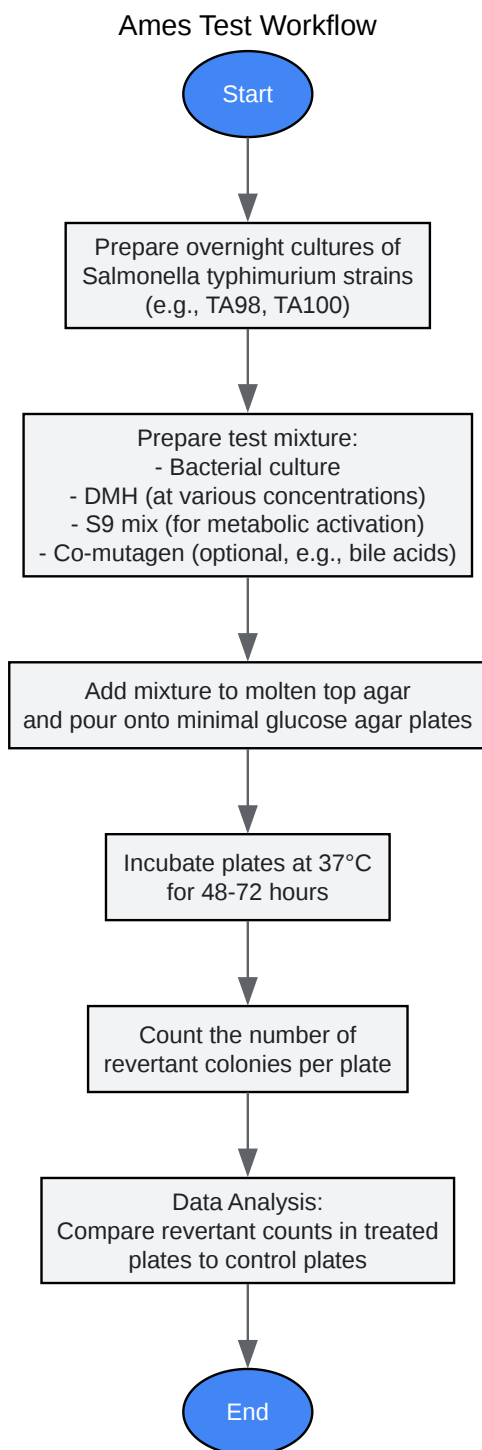 Ames Test Workflow
Start
Prepare overnight cultures of
Salmonella typhimurium strains
(e.g., TA98, TA100)
Prepare test mixture:
- Bacterial culture
- DMH (at various concentrations)
- S9 mix (for metabolic activation)
- Co-mutagen (optional, e.g., bile acids)
Add mixture to molten top agar
and pour onto minimal glucose agar plates
Incubate plates at 37°C
for 48-72 hours
Count the number of
revertant colonies per plate
Data Analysis:
Compare revertant counts in treated
plates to control plates
End